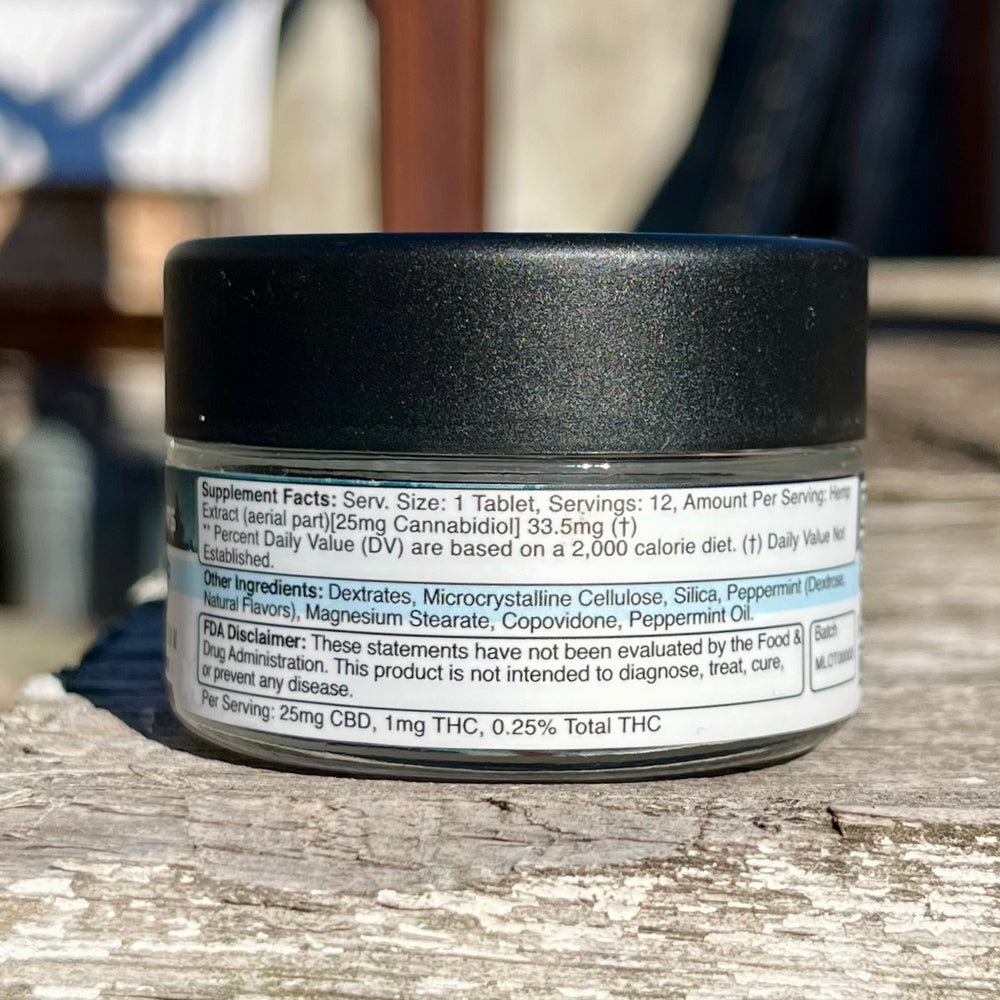 Supplement Facts: Serv. Size: 1 Tablet, Servings: 12, Amount Per Serving: Hemp
Extract (aerial part)[25mg Cannabidiol] 33.5mg (†)
** Percent Daily Value (DV) are based on a 2,000 calorie diet. (†) Daily Value Not
Established.
Other Ingredients: Dextrates, Microcrystalline Cellulose, Silica, Peppermint (Dextrose,
Natural Flavors), Magnesium Stearate, Copovidone, Peppermint Oil.
FDA Disclaimer: These statements have not been evaluated by the Food &
Drug Administration. This product is not intended to diagnose, treat, cure,
or prevent any disease.
Batch
Per Serving: 25mg CBD, 1mg THC, 0.25% Total THC